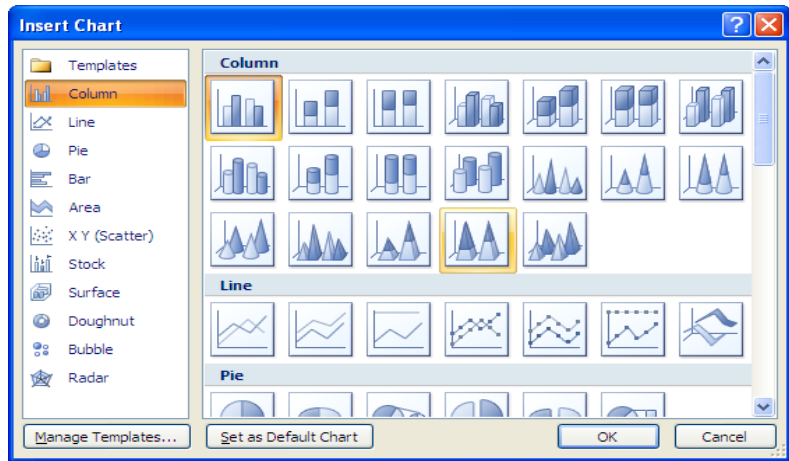 Insert Chart
Templates
Column
Line
Pie
Bar
Area
X Y (Scatter)
Stock
Surface
Doughnut
Bubble
Radar
Column
Line
Pie
Manage Templates...
Set as Default Chart
OK
Cancel